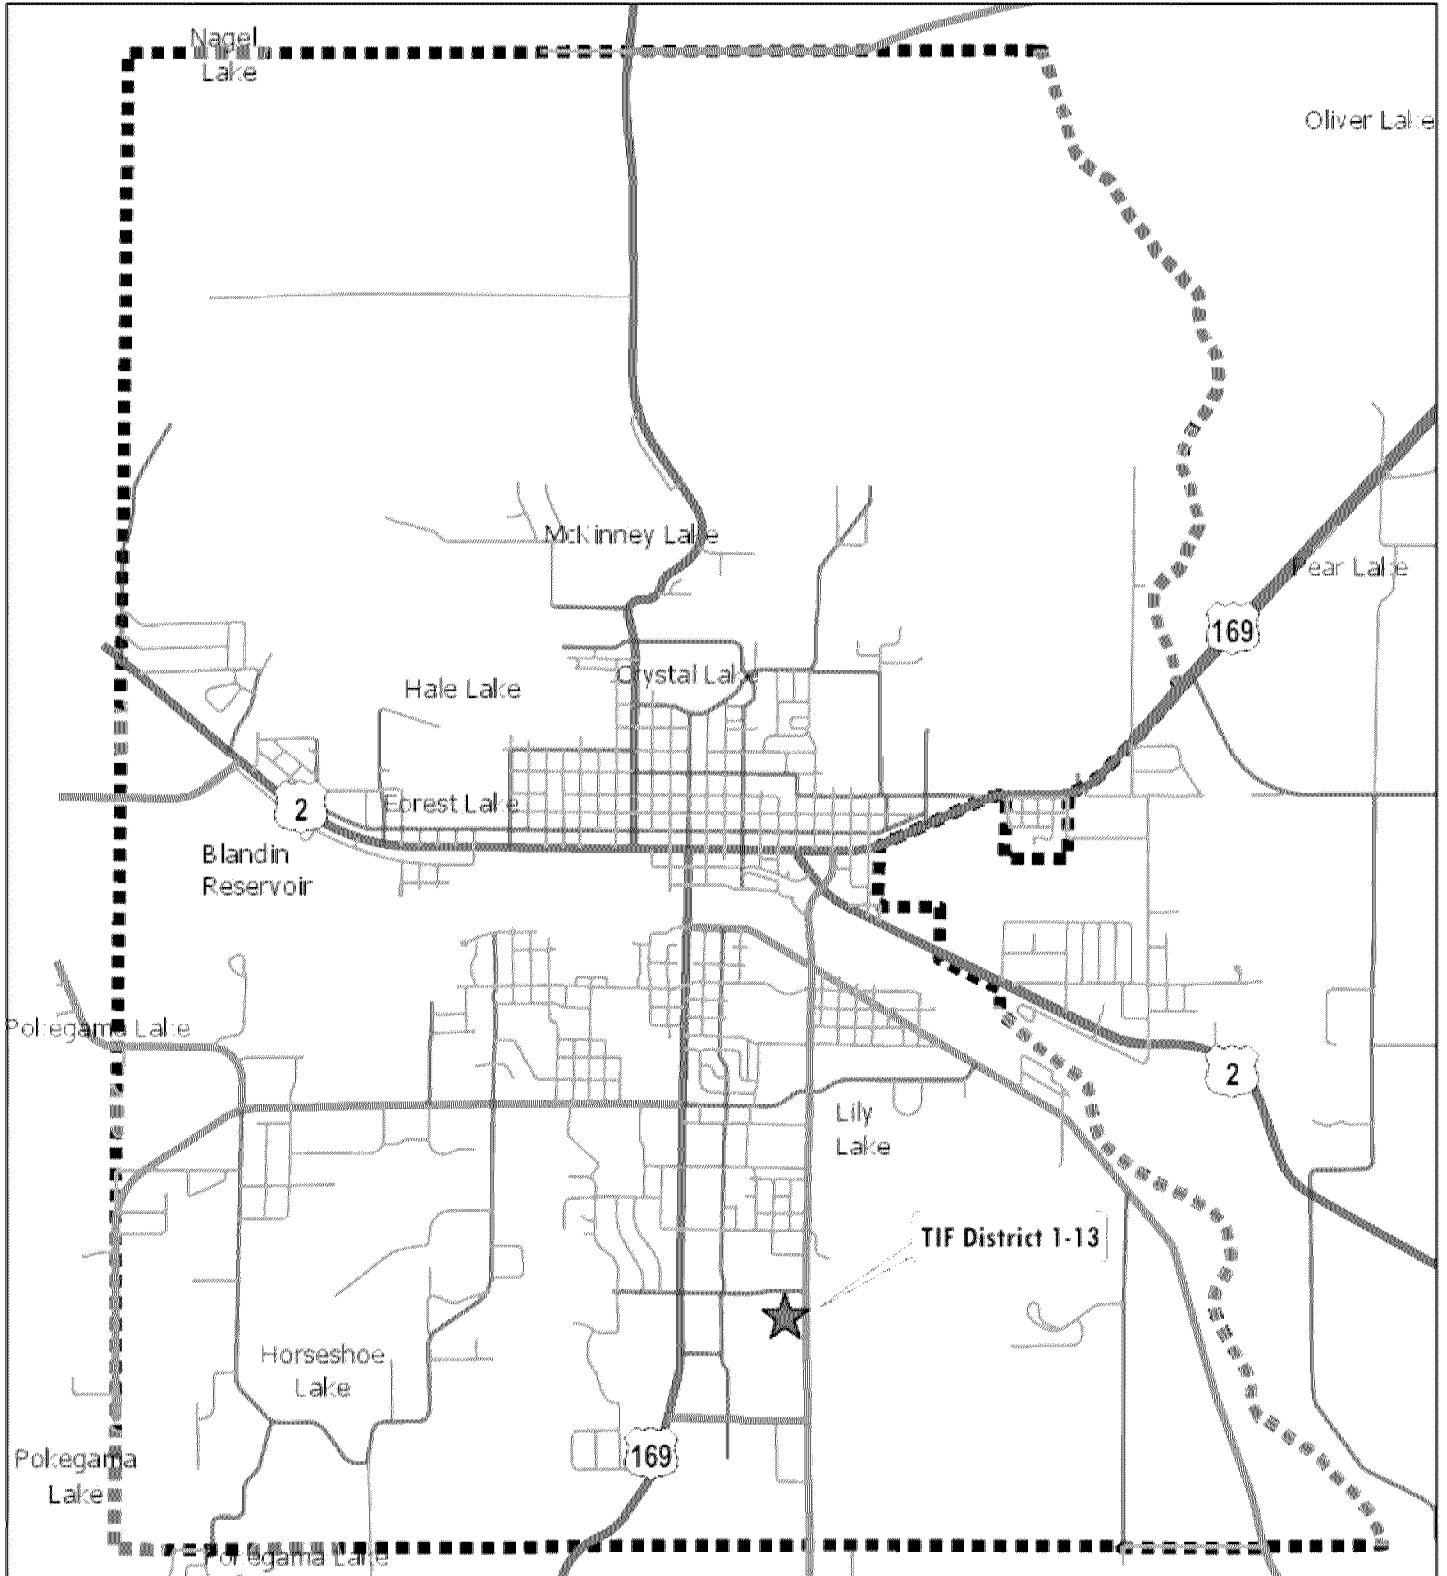 Nagel
Lake
Oliver Lake
McKinney Lake
Pear Lake
169
Crystal Lake
Hale Lake
2
Forest Lake
Blandin
Reservoir
Pokegama Lake
2
Lily
Lake
TIF District 1-13
Horseshoe
Lake
169
Pokegama
Lake
Pokegama Lake